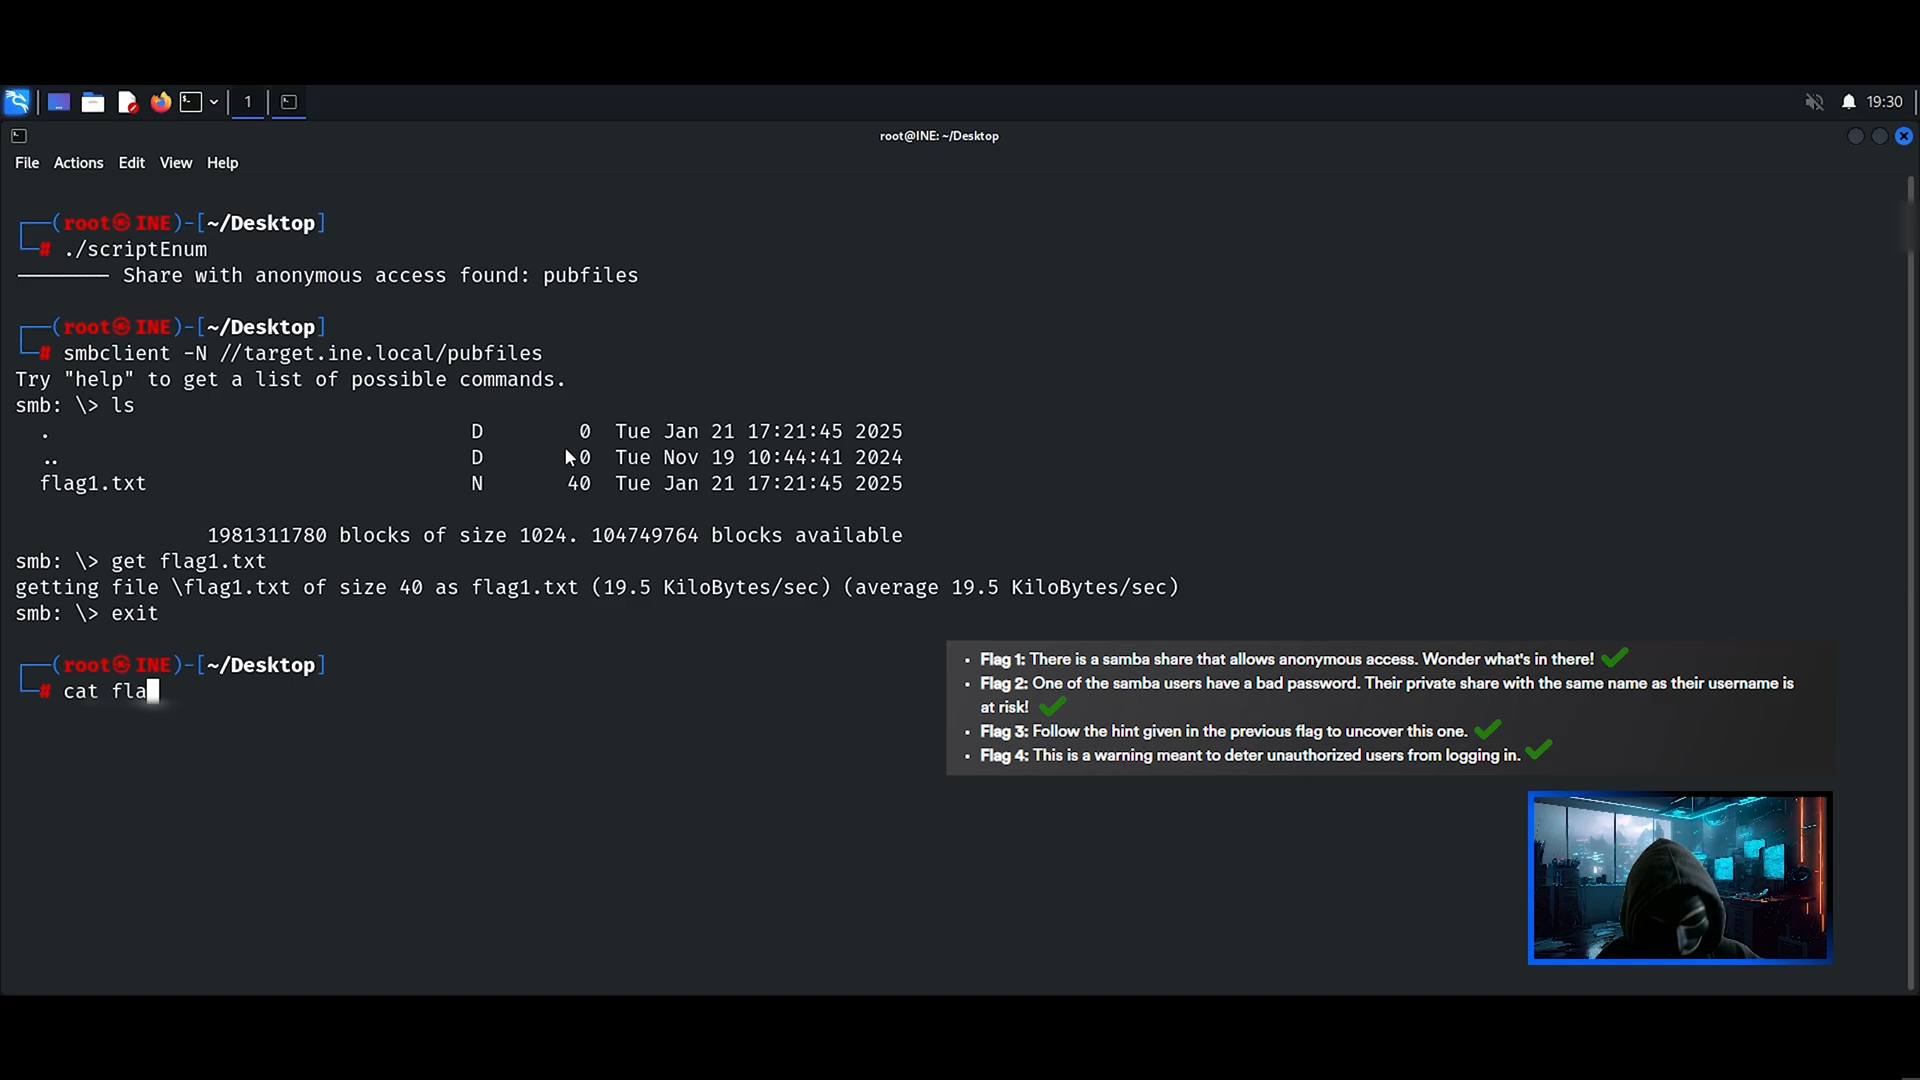 1
19:30
root@INE: ~/Desktop
File Actions Edit View Help
┌──(root㉿INE)-[~/Desktop]
└─# ./scriptEnum
──────── Share with anonymous access found: pubfiles
┌──(root㉿INE)-[~/Desktop]
└─# smbclient -N //target.ine.local/pubfiles
Try "help" to get a list of possible commands.
smb: \> ls
. D 0 Tue Jan 21 17:21:45 2025
.. D 0 Tue Nov 19 10:44:41 2024
flag1.txt N 40 Tue Jan 21 17:21:45 2025
1981311780 blocks of size 1024. 104749764 blocks available
smb: \> get flag1.txt
getting file \flag1.txt of size 40 as flag1.txt (19.5 KiloBytes/sec) (average 19.5 KiloBytes/sec)
smb: \> exit
┌──(root㉿INE)-[~/Desktop]
└─# cat fla
• Flag 1: There is a samba share that allows anonymous access. Wonder what's in there!
• Flag 2: One of the samba users have a bad password. Their private share with the same name as their username is
at risk!
• Flag 3: Follow the hint given in the previous flag to uncover this one.
• Flag 4: This is a warning meant to deter unauthorized users from logging in.